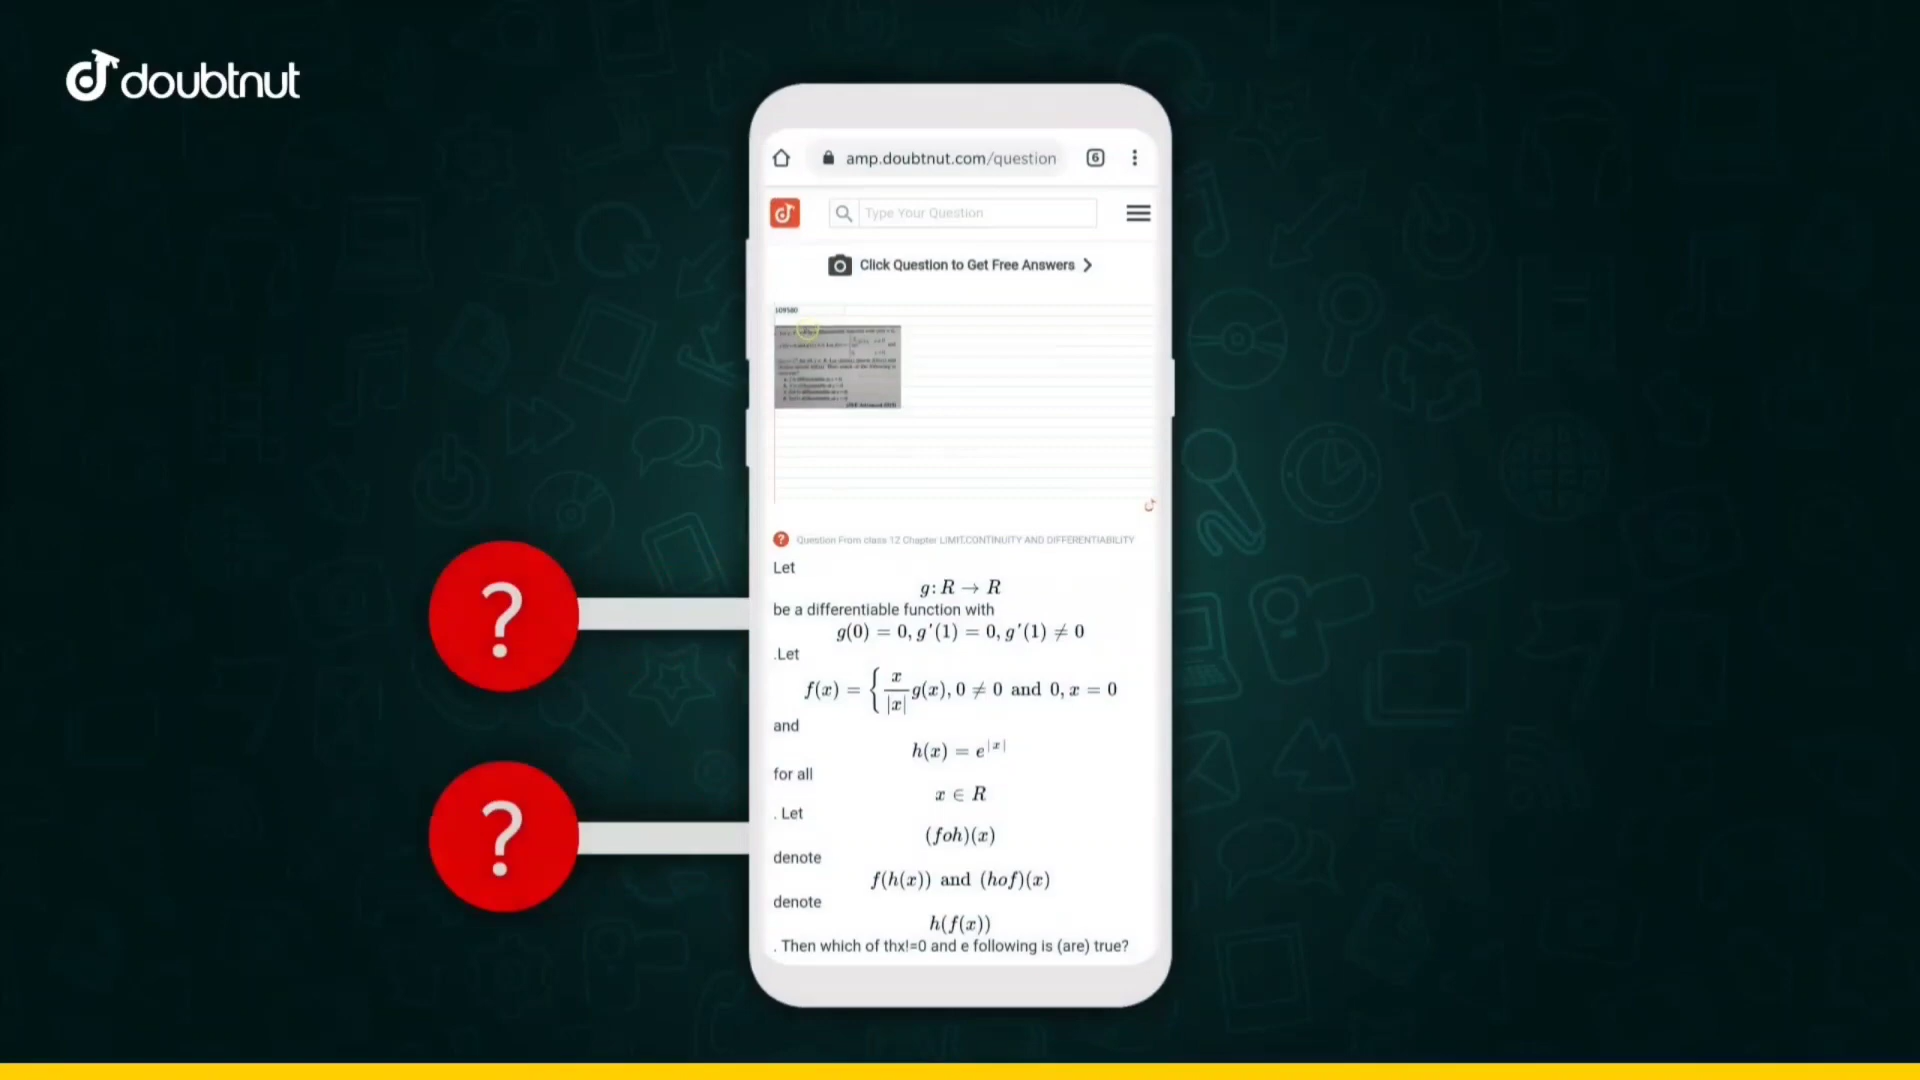 doubtnut
amp.doubtnut.com/question
6
Type Your Question
Click Question to Get Free Answers
109580
Question From class 12 Chapter LIMIT,CONTINUITY AND DIFFERENTIABILITY
Let
g: R → R
be a differentiable function with
g(0) = 0, g′(1) = 0, g′(1) ≠ 0
.Let
f(x) = { x/|x| g(x), 0 ≠ 0 and 0, x = 0
and
h(x) = e^|x|
for all
x ∈ R
. Let
(foh)(x)
denote
f(h(x)) and (hof)(x)
denote
h(f(x))
. Then which of thx!=0 and e following is (are) true?
?
?